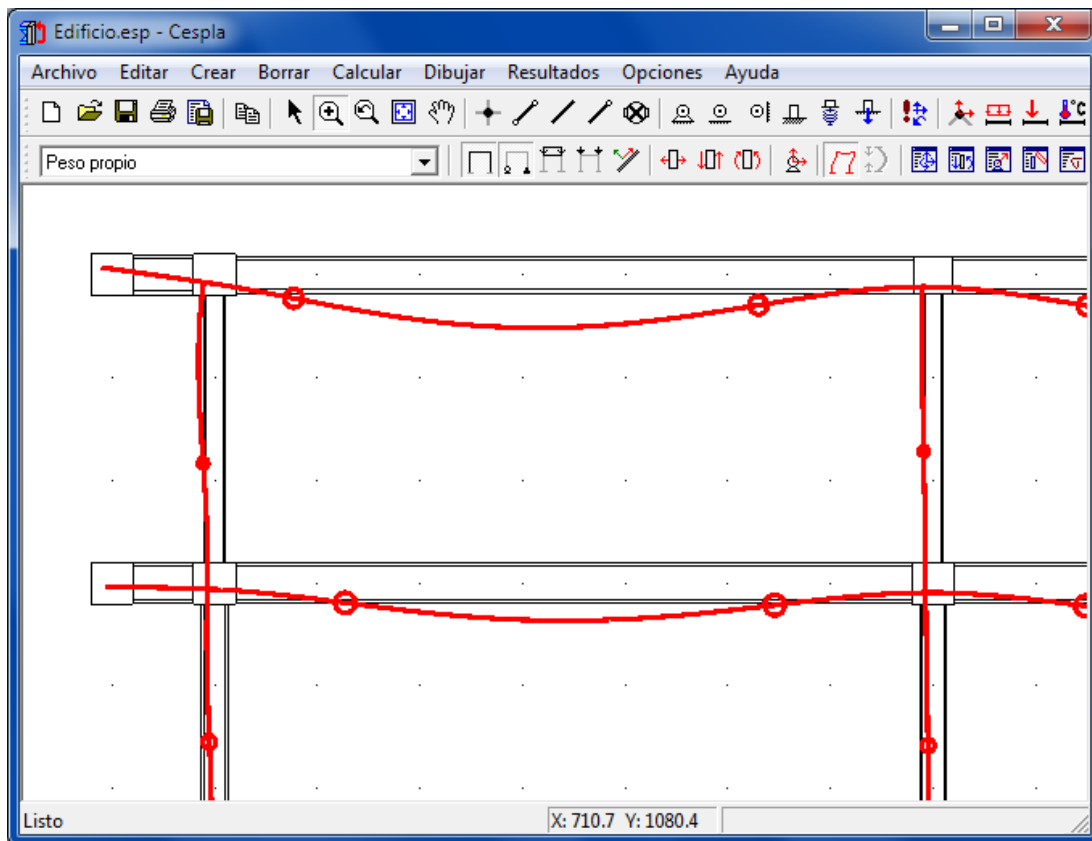 Edificio.esp - Cespla
Archivo Editar Crear Borrar Calcular Dibujar Resultados Opciones Ayuda
°C
Peso propio
Listo X: 710.7 Y: 1080.4